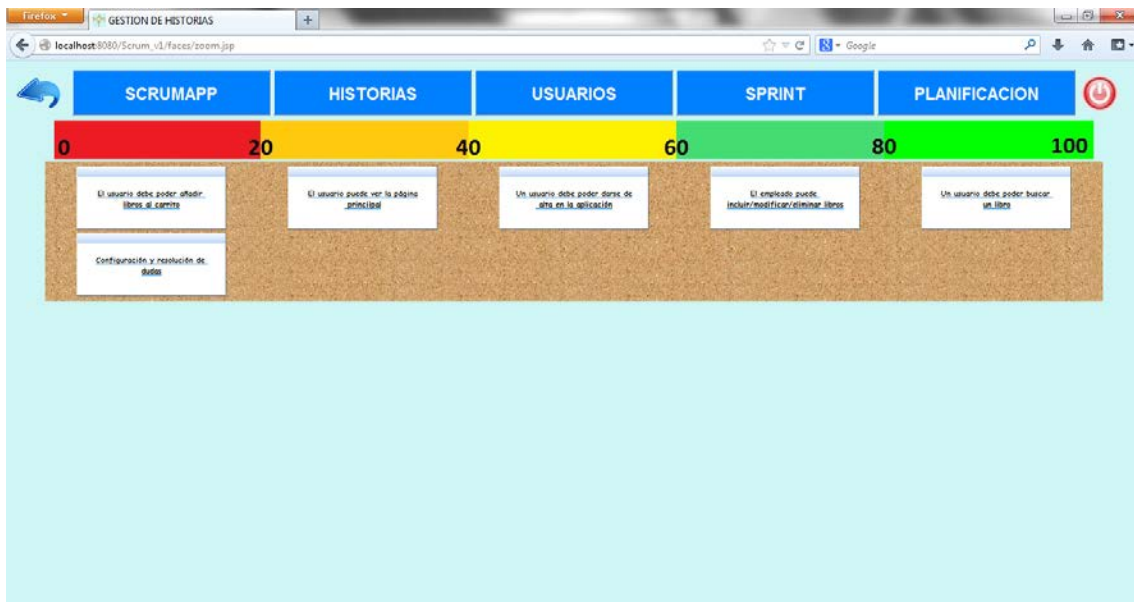 Firefox
GESTION DE HISTORIAS
localhost:8080/Scrum_v1/faces/zoom.jsp
Google
SCRUMAPP
HISTORIAS
USUARIOS
SPRINT
PLANIFICACION
0 20 40 60 80 100
El usuario debe poder añadir
libros al carrito
El usuario puede ver la página
principal
Un usuario debe poder darse de
alta en la aplicación
El empleado puede
incluir/modificar/eliminar libros
Un usuario debe poder buscar
un libro
Configuración y resolución de
dudas